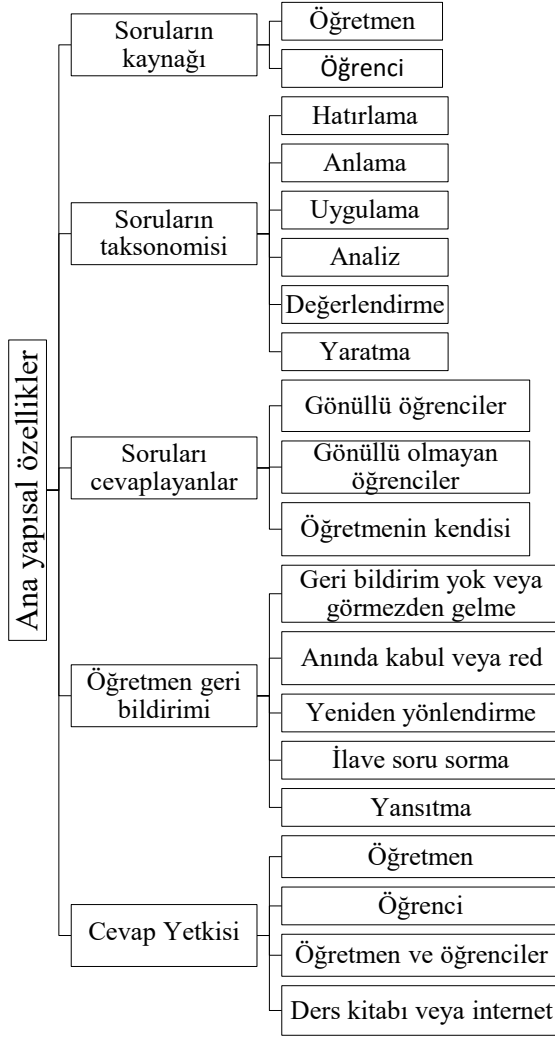 Ana yapısal özellikler
Soruların
kaynağı
Öğretmen
Öğrenci
Soruların
taksonomisi
Hatırlama
Anlama
Uygulama
Analiz
Değerlendirme
Yaratma
Soruları
cevaplayanlar
Gönüllü öğrenciler
Gönüllü olmayan
öğrenciler
Öğretmenin kendisi
Öğretmen geri
bildirimi
Geri bildirim yok veya
görmezden gelme
Anında kabul veya red
Yeniden yönlendirme
İlave soru sorma
Yansıtma
Cevap Yetkisi
Öğretmen
Öğrenci
Öğretmen ve öğrenciler
Ders kitabı veya internet